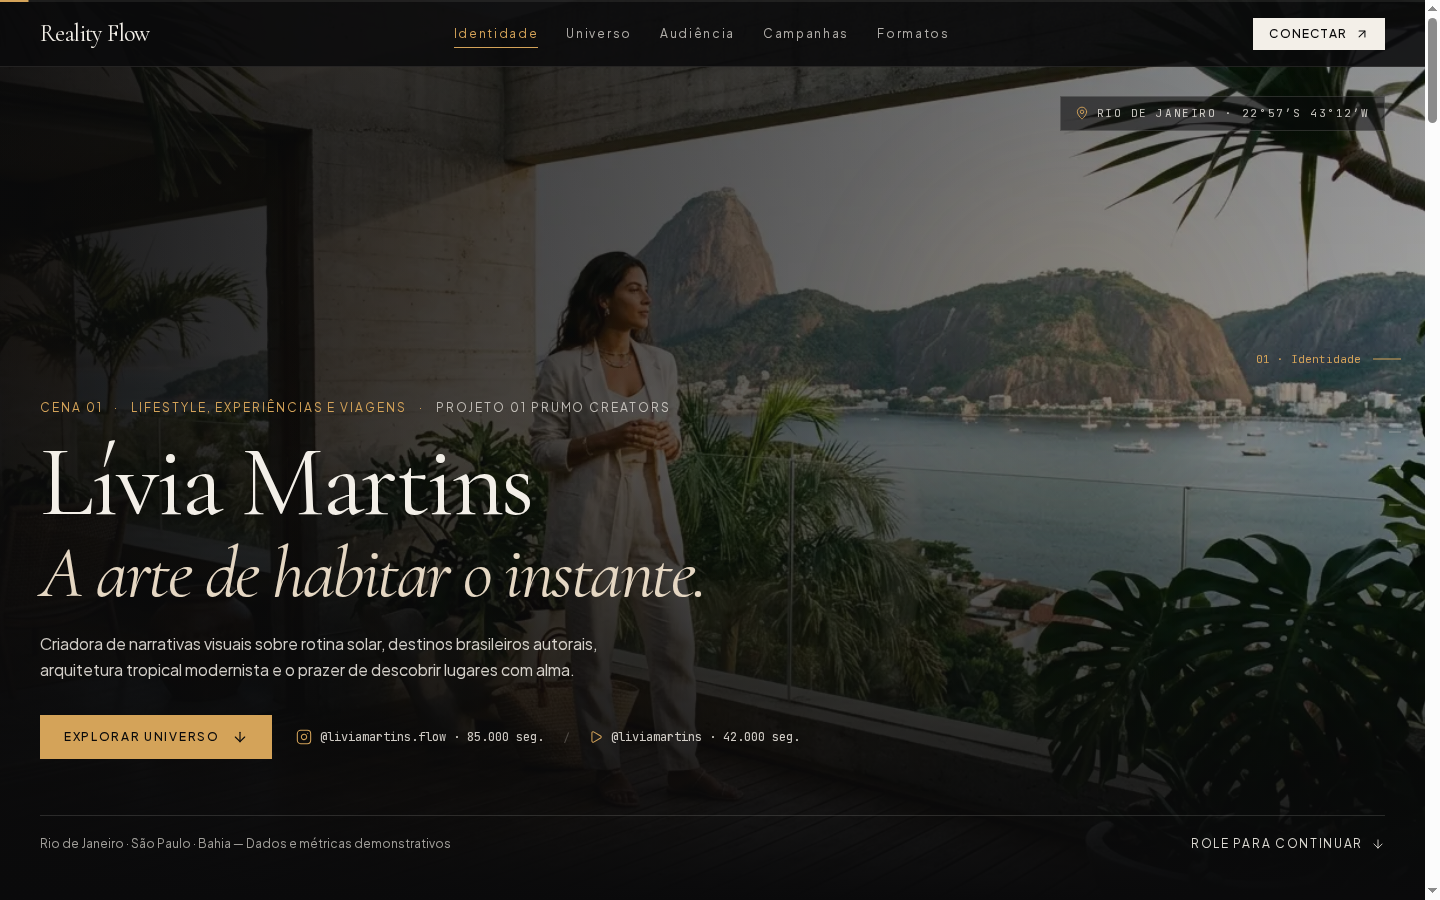 Reality Flow
Identidade
Universo
Audiência
Campanhas
Formatos
CONECTAR
RIO DE JANEIRO · 22°57′S 43°12′W
01 · Identidade
CENA 01 · LIFESTYLE, EXPERIÊNCIAS E VIAGENS · PROJETO 01 PRUMO CREATORS
Lívia Martins
A arte de habitar o instante.
Criadora de narrativas visuais sobre rotina solar, destinos brasileiros autorais,
arquitetura tropical modernista e o prazer de descobrir lugares com alma.
EXPLORAR UNIVERSO
@liviamartins.flow · 85.000 seg. / @liviamartins · 42.000 seg.
Rio de Janeiro · São Paulo · Bahia — Dados e métricas demonstrativos
ROLE PARA CONTINUAR